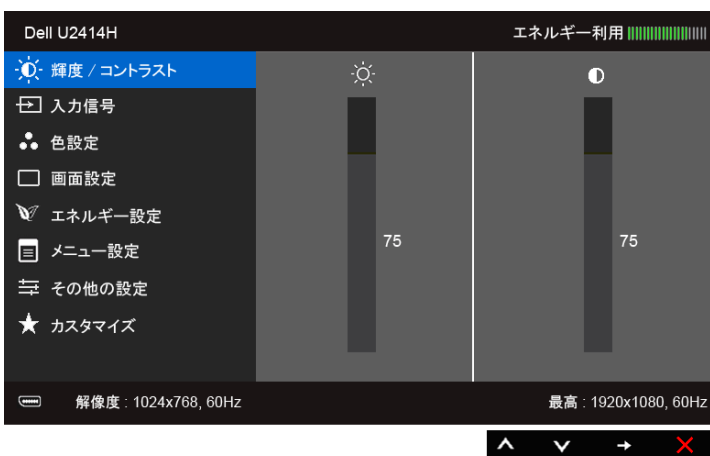 Dell U2414H
エネルギー利用
輝度 / コントラスト
入力信号
色設定
画面設定
エネルギー設定
メニュー設定
その他の設定
カスタマイズ
75
75
解像度 : 1024x768, 60Hz
最高 : 1920x1080, 60Hz